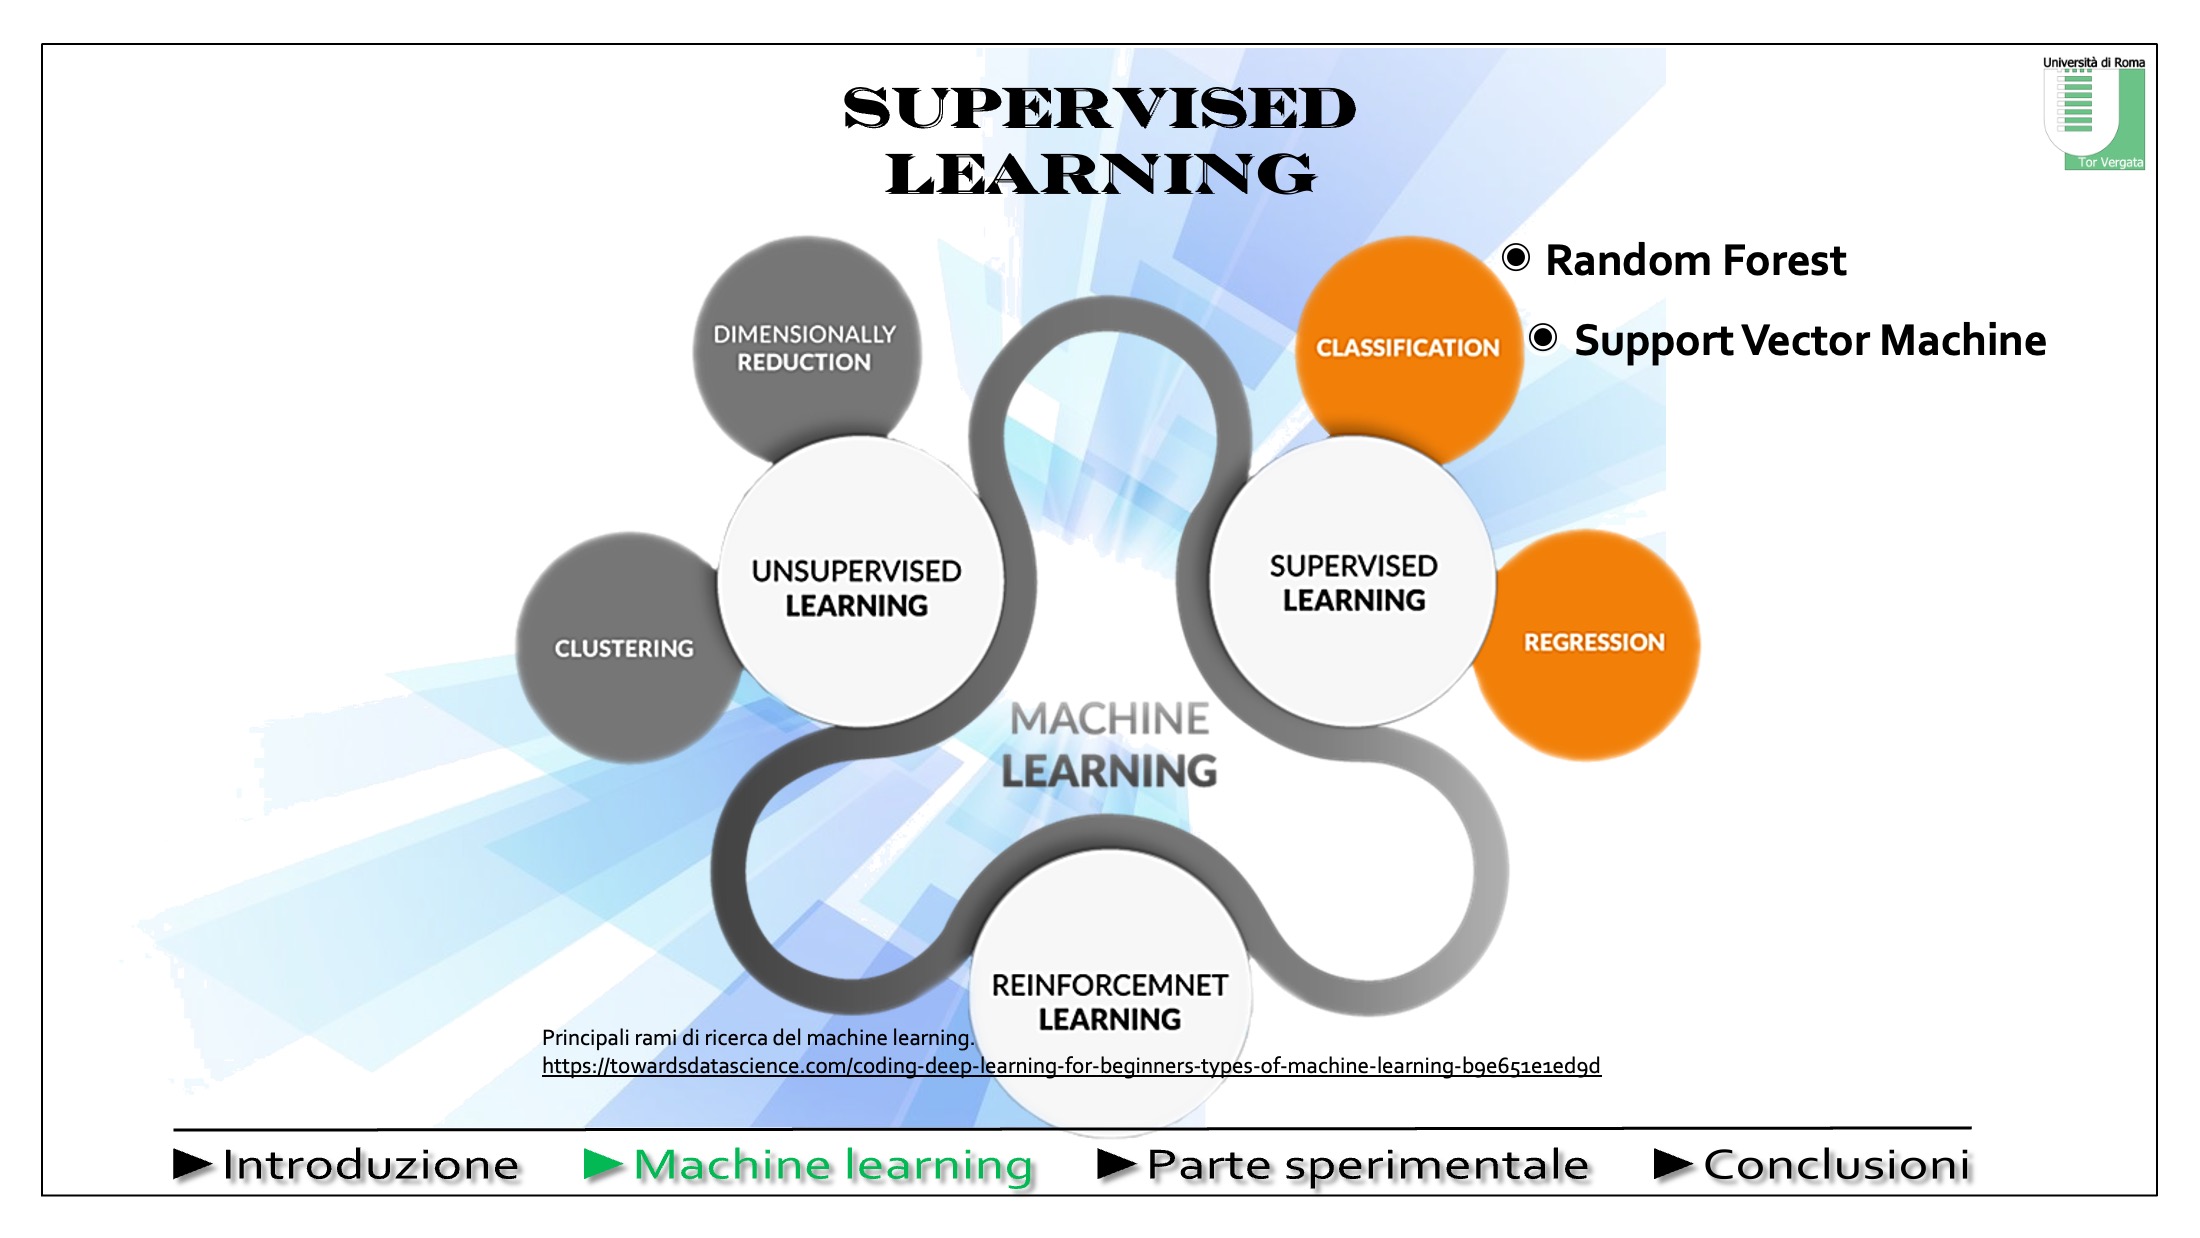 SUPERVISED
LEARNING
Università di Roma
Tor Vergata
Random Forest
Support Vector Machine
DIMENSIONALLY
REDUCTION
CLASSIFICATION
UNSUPERVISED
LEARNING
SUPERVISED
LEARNING
CLUSTERING
REGRESSION
MACHINE
LEARNING
REINFORCEMNET
LEARNING
Principali rami di ricerca del machine learning.
https://towardsdatascience.com/coding-deep-learning-for-beginners-types-of-machine-learning-b9e651e1ed9d
Introduzione
Machine learning
Parte sperimentale
Conclusioni